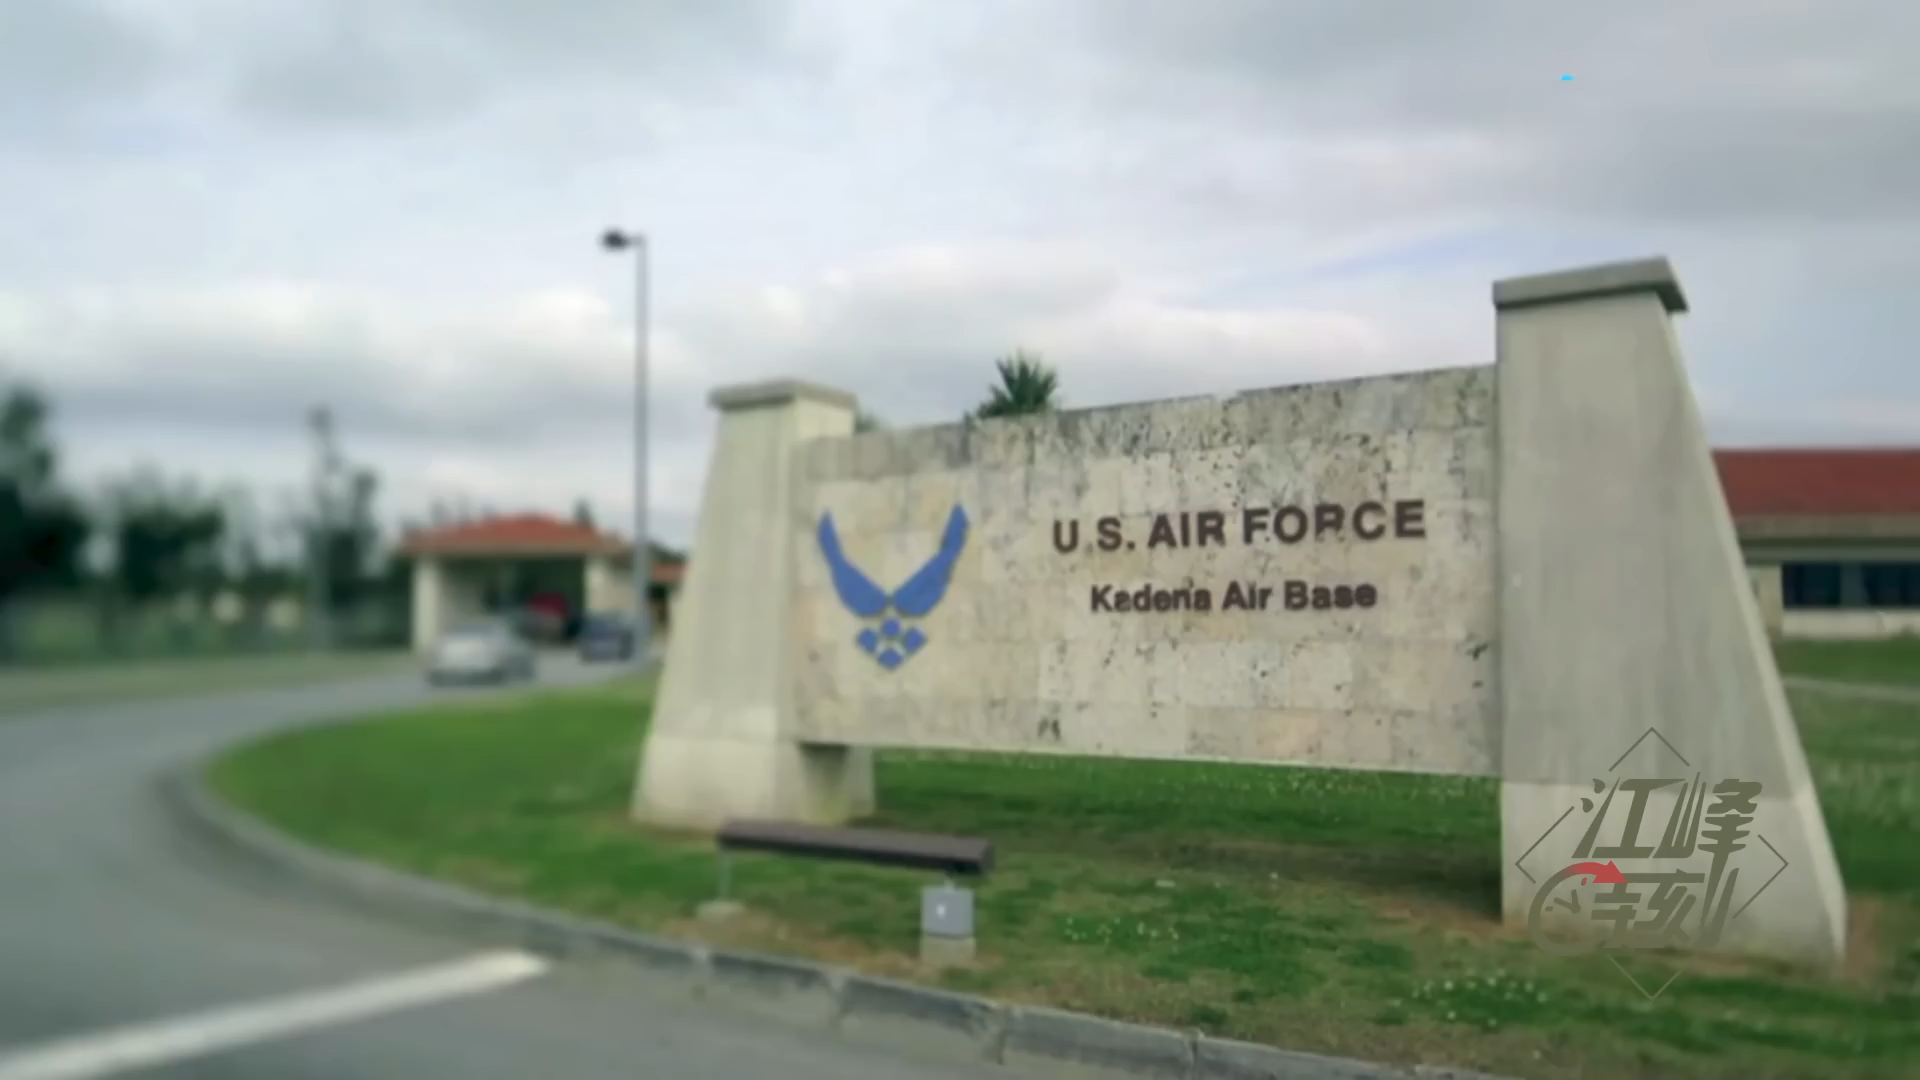 U.S. AIR FORCE
Kadena Air Base
江峰
时刻